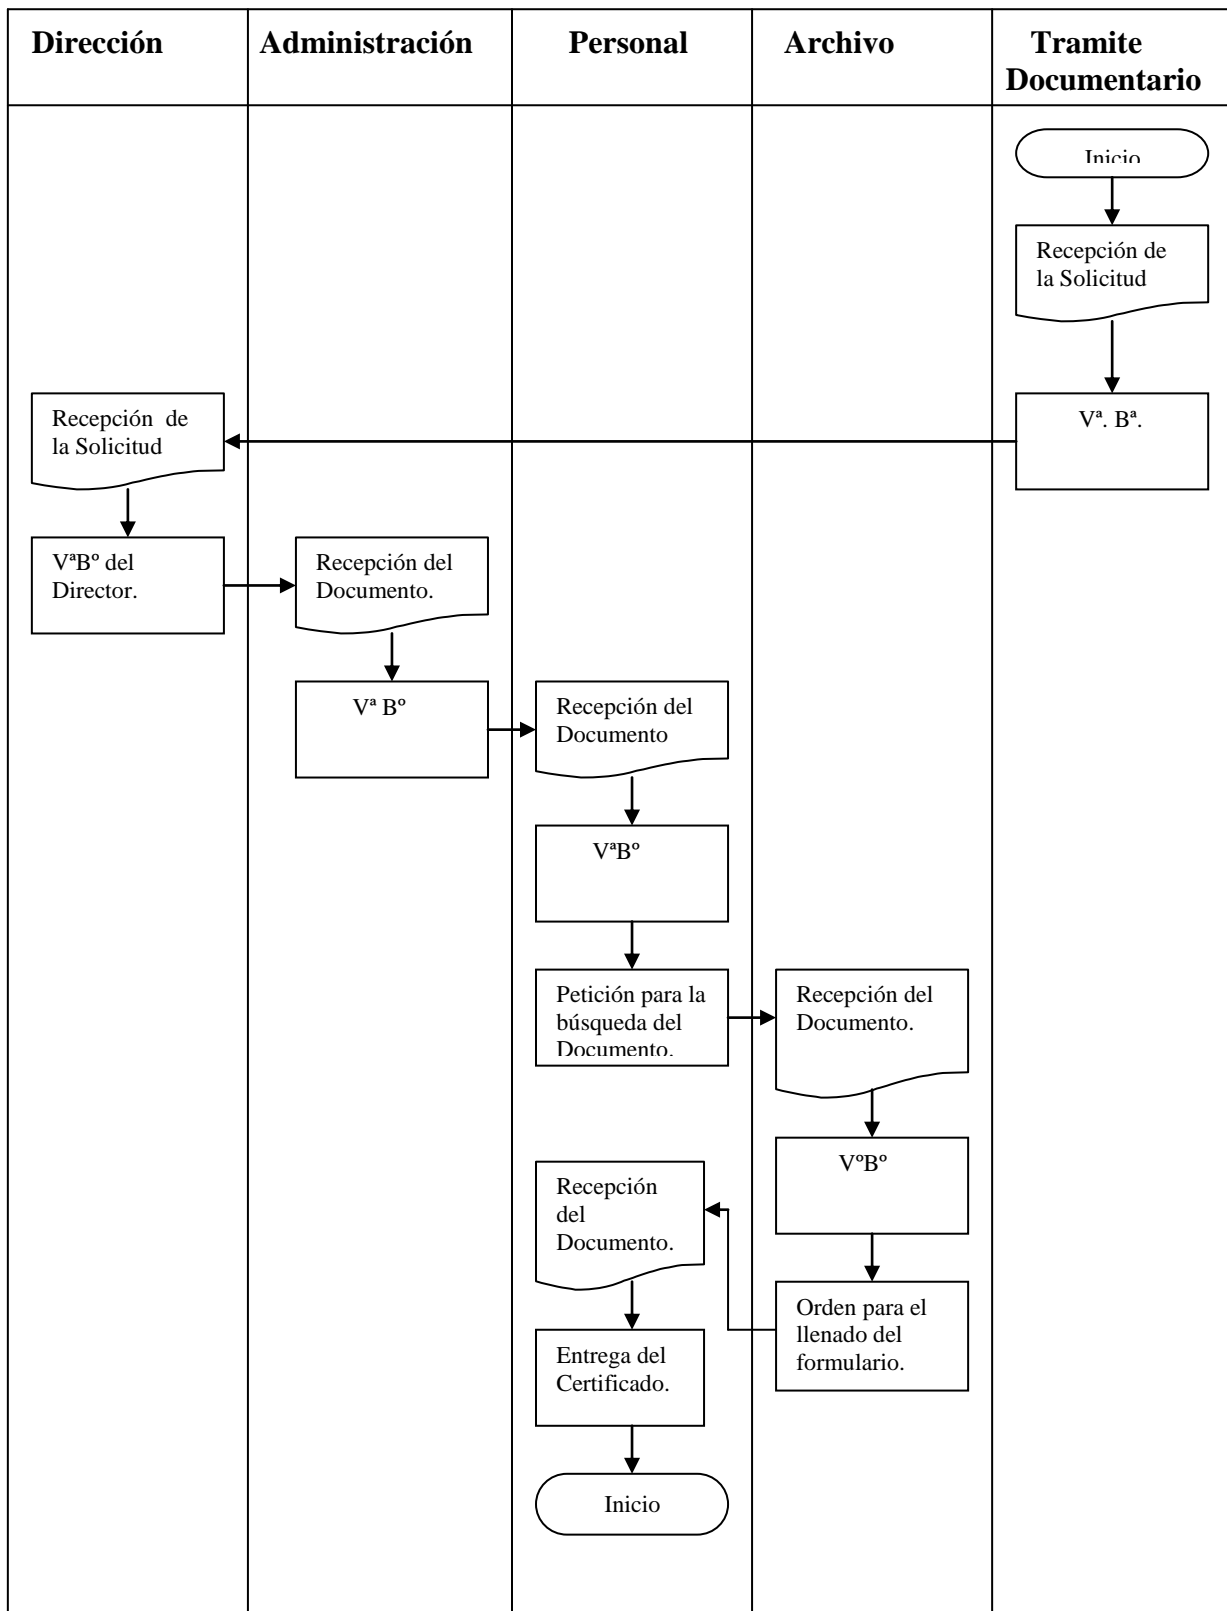 Dirección
Administración
Personal
Archivo
Tramite
Documentario
Inicio
Recepción de
la Solicitud
Vª. Bª.
Recepción de
la Solicitud
VªBº del
Director.
Recepción del
Documento.
Vª Bº
Recepción del
Documento
VªBº
Petición para la
búsqueda del
Documento.
Recepción del
Documento.
VºBº
Orden para el
llenado del
formulario.
Recepción
del
Documento.
Entrega del
Certificado.
Inicio